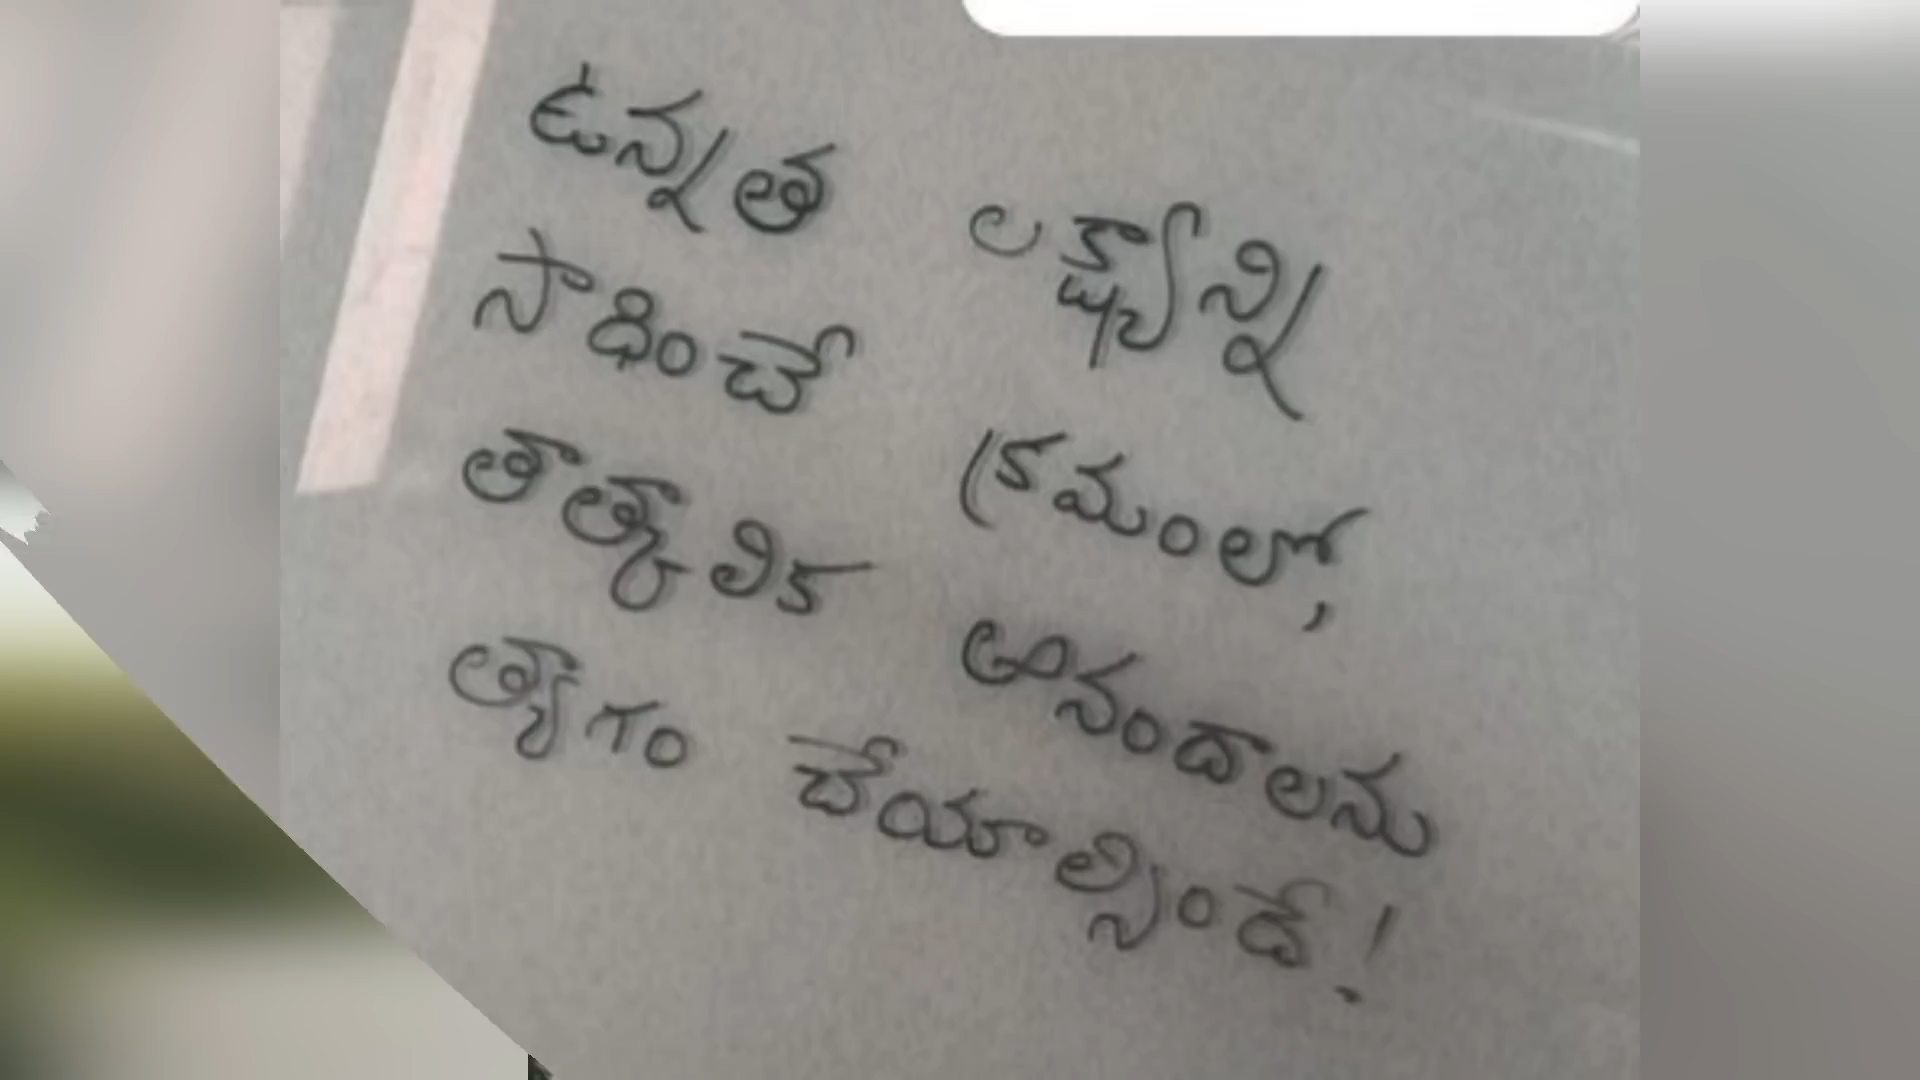 ఉన్నత లక్ష్యాన్ని
సాధించే క్రమంలో,
తాత్కాలిక ఆనందాలను
త్యాగం చేయాల్సిందే!